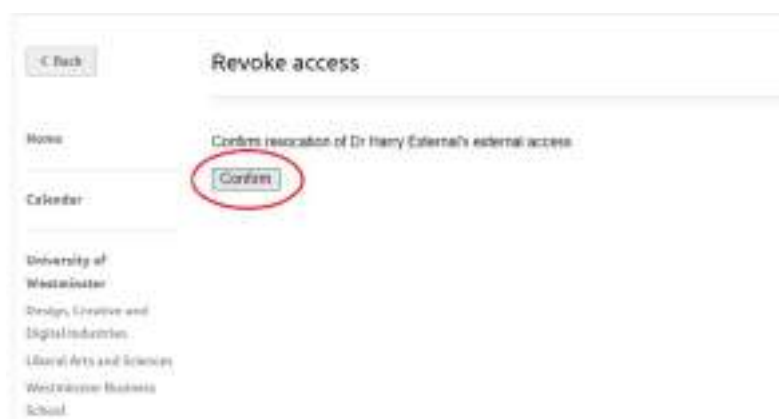 < Back
Revoke access
Home
Confirm revocation of Dr Harry External's external access
Confirm
Calendar
University of
Westminster
Design, Creative and
Digital Industries
Liberal Arts and Sciences
Westminster Business
School